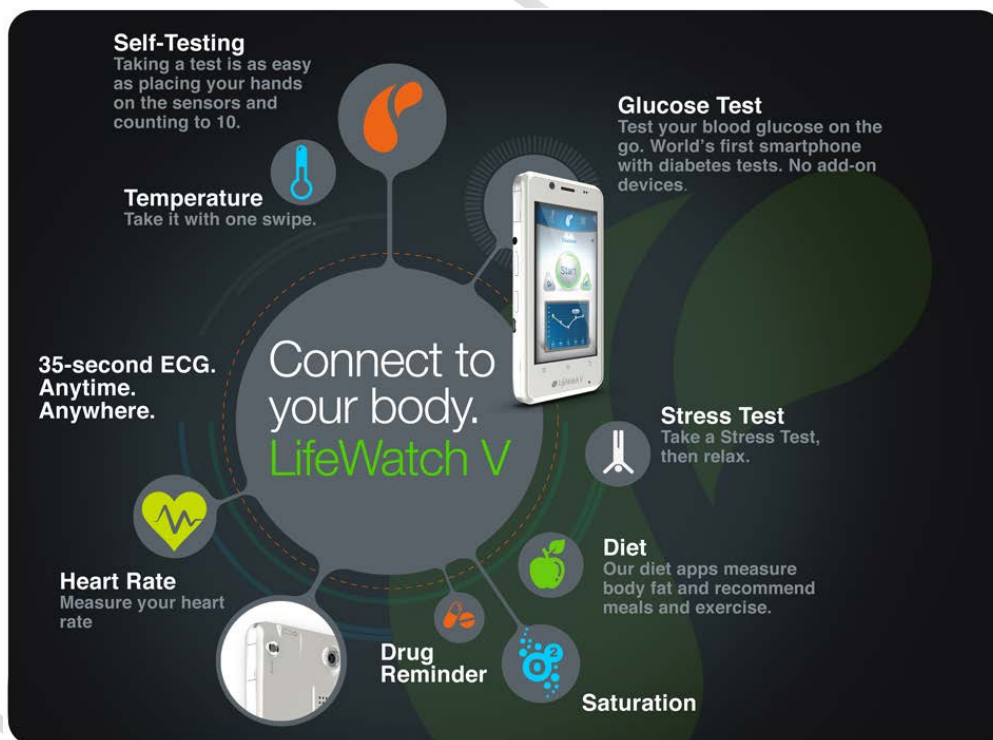 Self-Testing
Taking a test is as easy
as placing your hands
on the sensors and
counting to 10.
Glucose Test
Test your blood glucose on the
go. World's first smartphone
with diabetes tests. No add-on
devices.
Temperature
Take it with one swipe.
Start
LifeWatch V
35-second ECG.
Anytime.
Anywhere.
Connect to
your body.
LifeWatch V
Stress Test
Take a Stress Test,
then relax.
Heart Rate
Measure your heart
rate
Diet
Our diet apps measure
body fat and recommend
meals and exercise.
Drug
Reminder
O2
Saturation